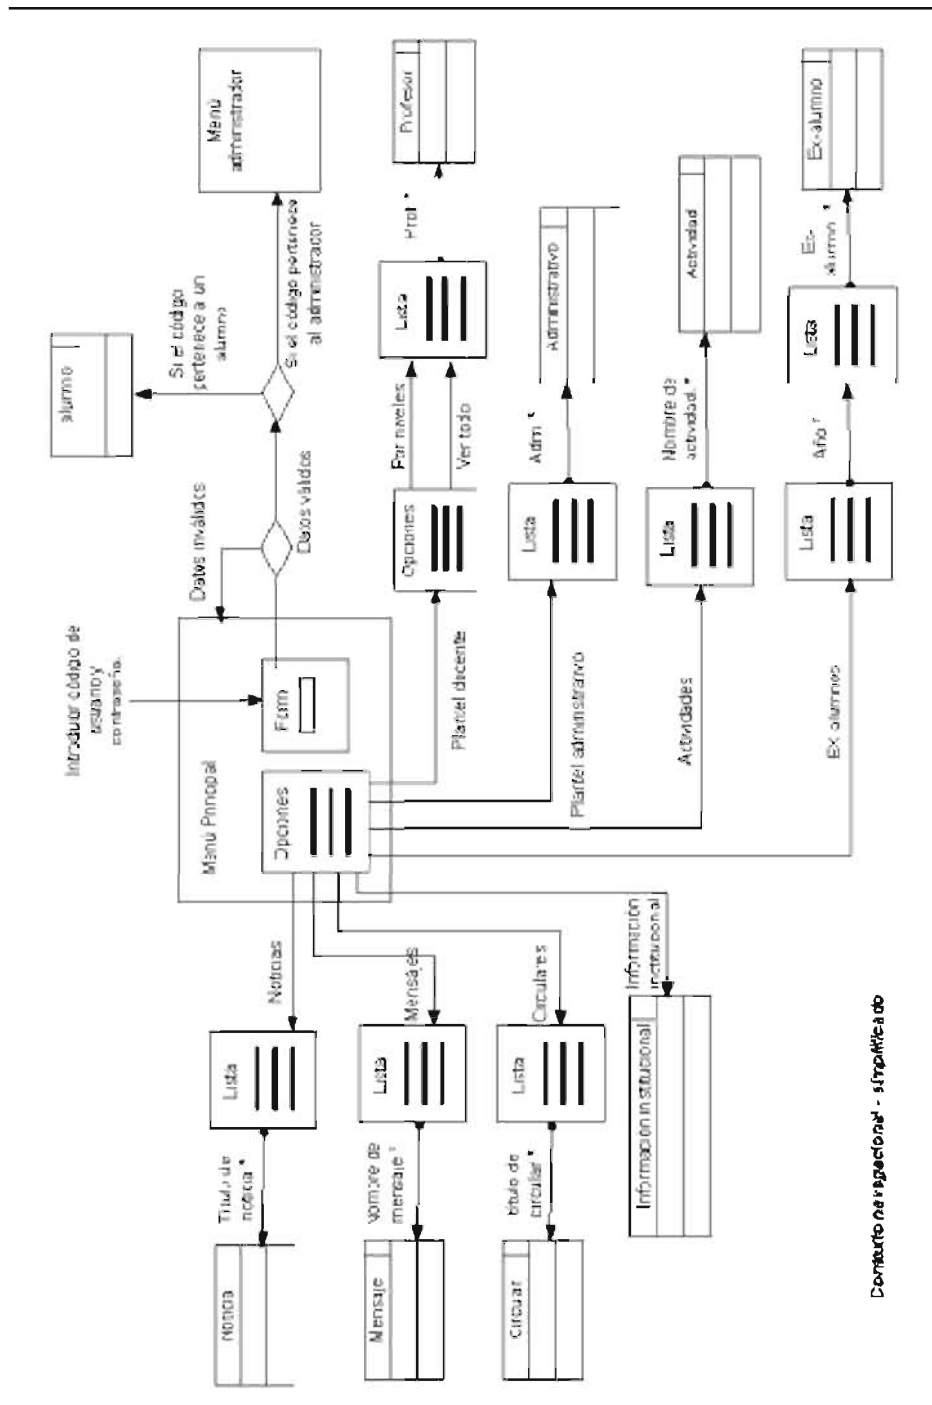 Introducir código de
usuario y
contraseña.
alumno
Si el código
pertenece a un
alumno
Menú
administrador
Si el código pertenece
al administrador
Datos inválidos
Datos válidos
Menú Principal
Form
Opciones
Noticias
Lista
Título de
noticia *
Noticia
Mensajes
Lista
Nombre de
mensaje *
Mensaje
Circulares
Lista
título de
circular *
Circular
Información
institucional
Información institucional
Plantel docente
Opciones
Por niveles
Ver todo
Lista
Prof *
Profesor
Plantel administrativo
Lista
Adm *
Administrativo
Actividades
Lista
Nombre de
actividad *
Actividad
EX alumnos
Lista
Año *
Lista
Ex-
alumno *
Ex-alumno
Contexto navegacional - simplificado